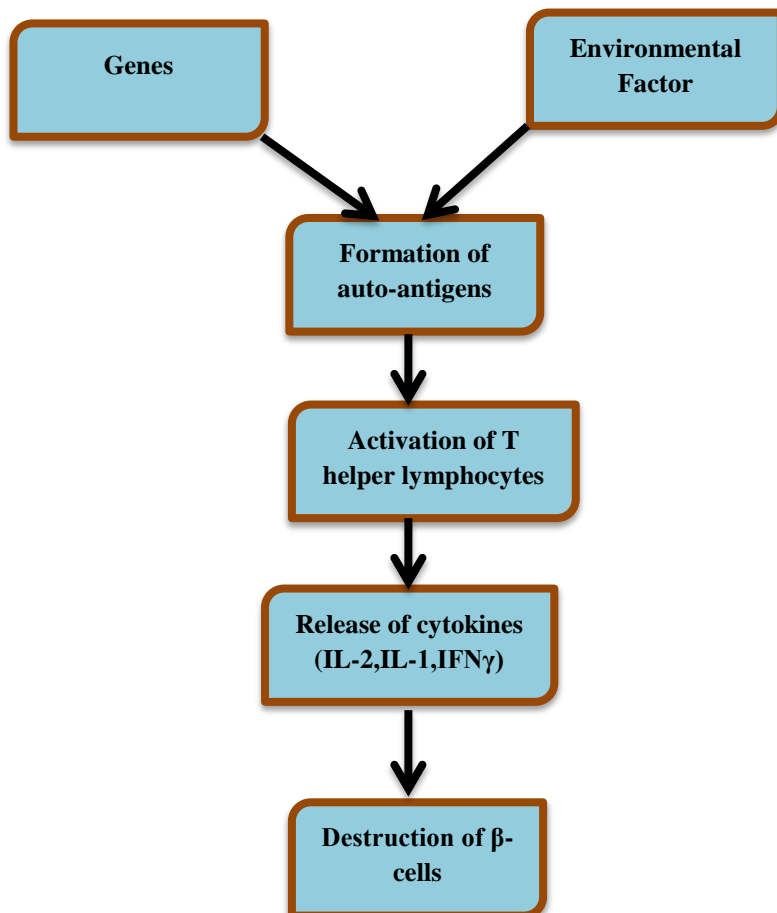 Genes
Environmental
Factor
Formation of
auto-antigens
Activation of T
helper lymphocytes
Release of cytokines
(IL-2,IL-1,IFNγ)
Destruction of β-
cells